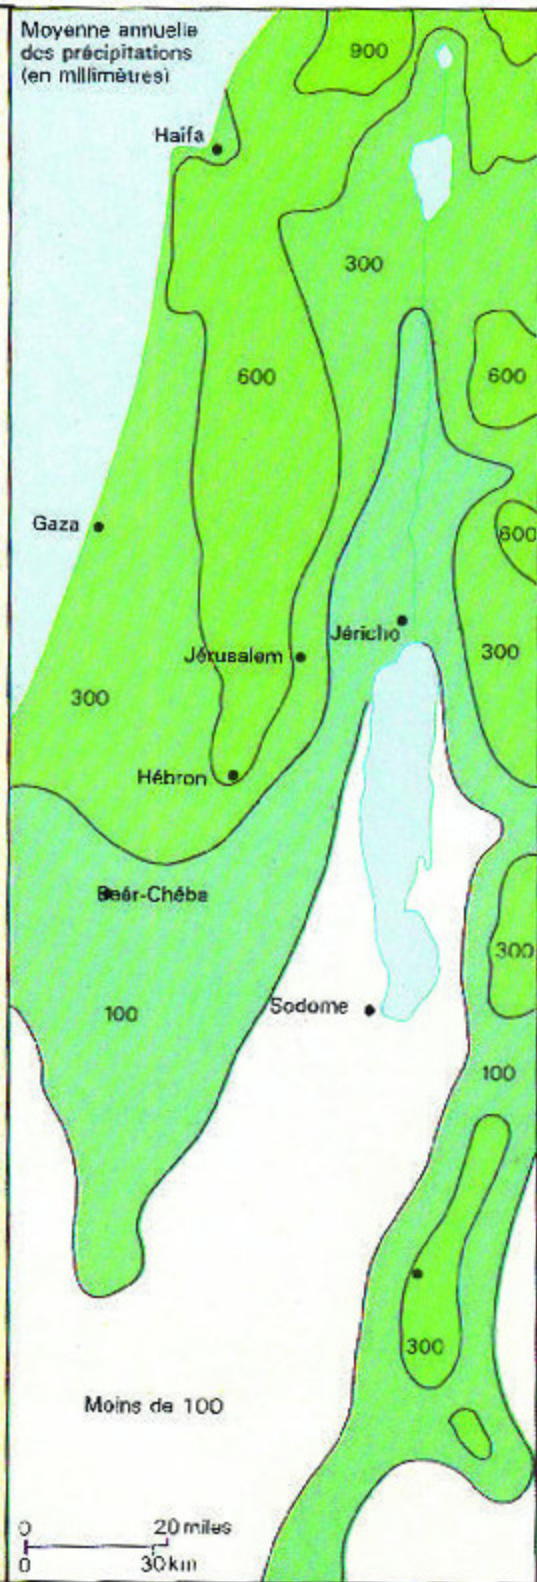 Moyenne annuelle
des précipitations
(en millimètres)
900
Haifa
300
600
600
Gaza
600
Jéricho
Jérusalem
300
300
Hébron
Beér-Chéba
300
Sodome
100
100
300
Moins de 100
0 20 miles
0 30 km